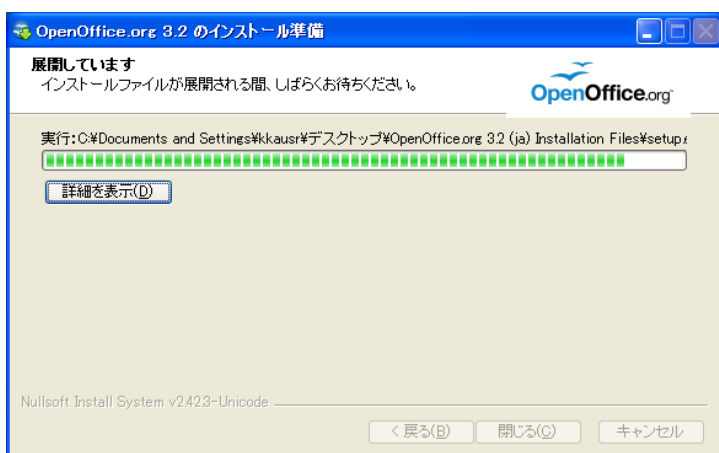 OpenOffice.org 3.2 のインストール準備
展開しています
インストールファイルが展開される間、しばらくお待ちください。
OpenOffice.org
実行: C:¥Documents and Settings¥kkausr¥デスクトップ¥OpenOffice.org 3.2 (ja) Installation Files¥setup.
詳細を表示(D)
Nullsoft Install System v2.42.3-Unicode
< 戻る(B) 閉じる(C) キャンセル